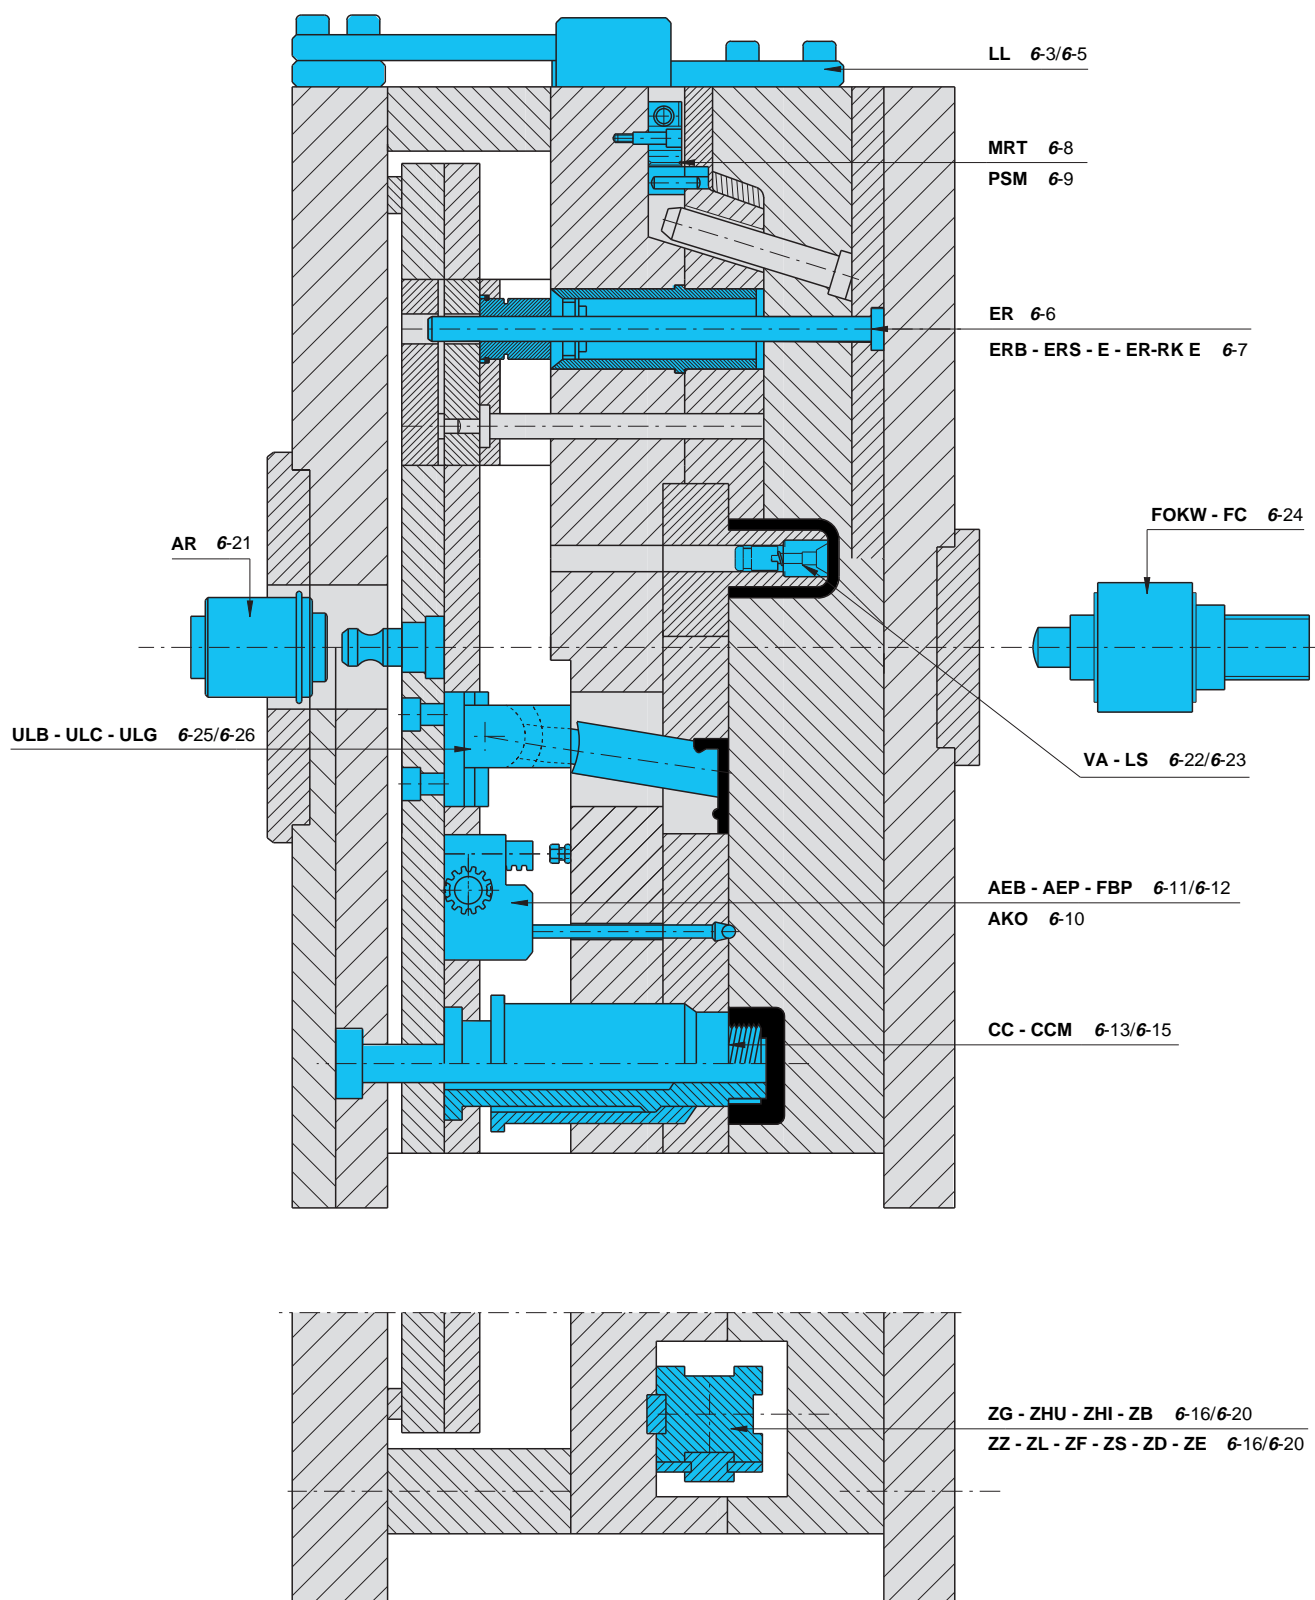 LL 6-3/6-5
MRT 6-8
PSM 6-9
ER 6-6
ERB - ERS - E - ER-RK E 6-7
FOKW - FC 6-24
AR 6-21
ULB - ULC - ULG 6-25/6-26
VA - LS 6-22/6-23
AEB - AEP - FBP 6-11/6-12
AKO 6-10
CC - CCM 6-13/6-15
ZG - ZHU - ZHI - ZB 6-16/6-20
ZZ - ZL - ZF - ZS - ZD - ZE 6-16/6-20